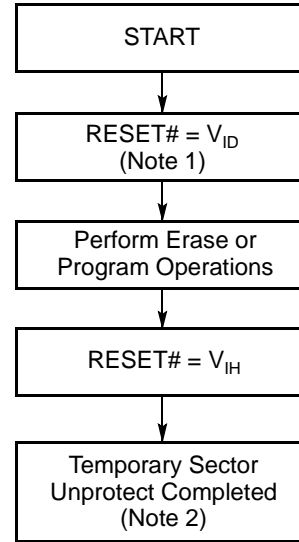 START
RESET# = V_ID
(Note 1)
Perform Erase or
Program Operations
RESET# = V_IH
Temporary Sector
Unprotect Completed
(Note 2)